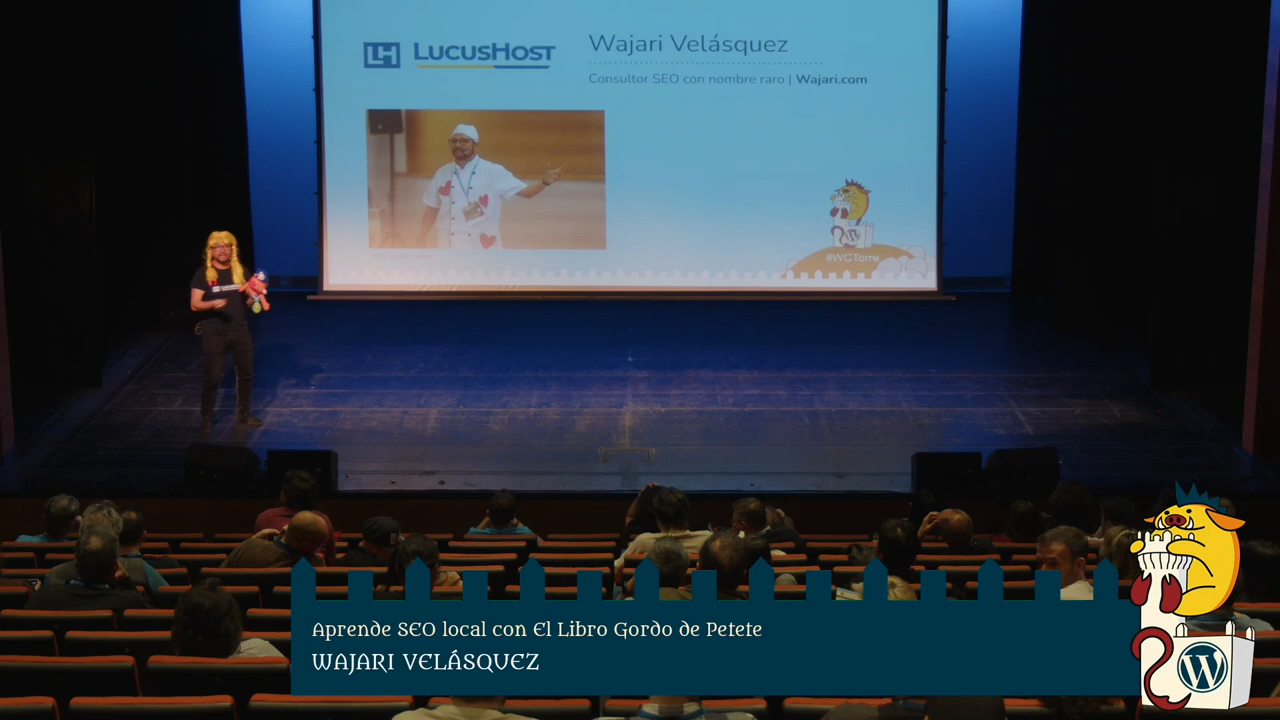 LH LUCUSHOST
Wajari Velásquez
Consultor SEO con nombre raro | Wajari.com
#WCTorre
Aprende SEO local con El Libro Gordo de Petete
WAJARI VELÁSQUEZ